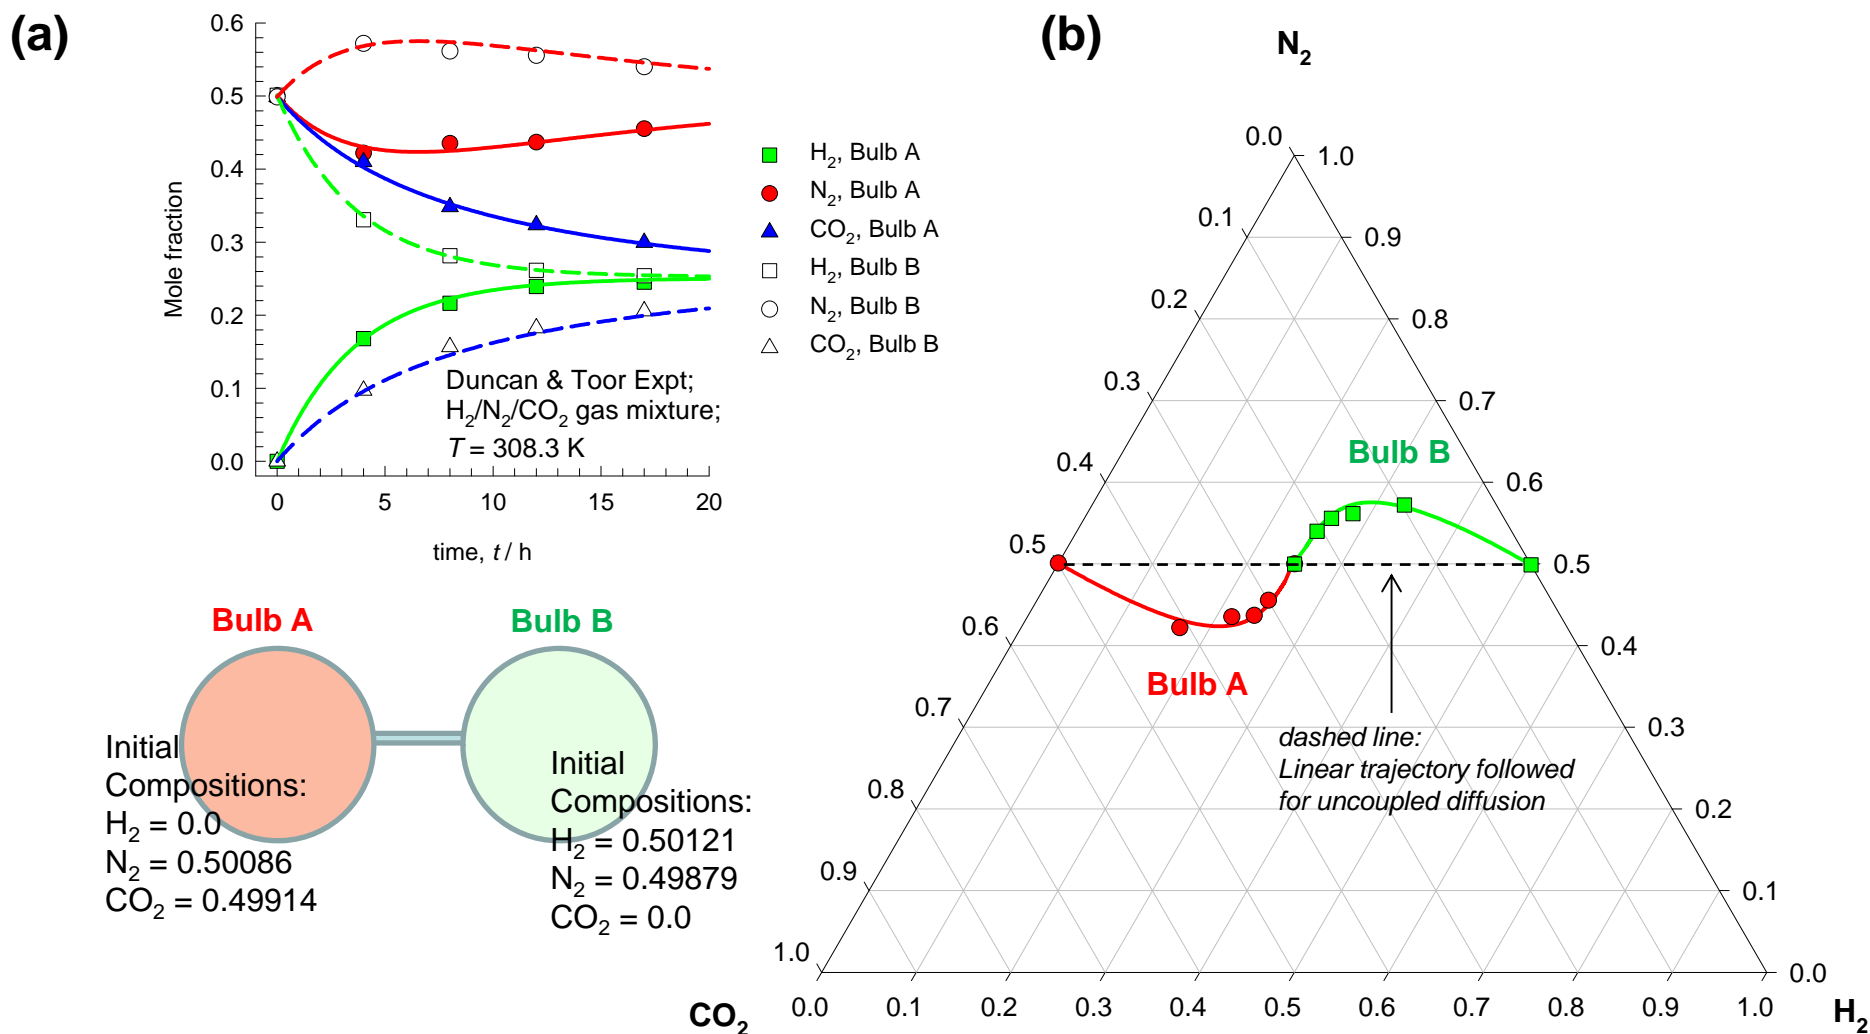 (a)
0.6
0.5
0.4
0.3
0.2
0.1
0.0
Mole fraction
0 5 10 15 20
time, t / h
Duncan & Toor Expt;
H2/N2/CO2 gas mixture;
T = 308.3 K
H2, Bulb A
N2, Bulb A
CO2, Bulb A
H2, Bulb B
N2, Bulb B
CO2, Bulb B
Bulb A
Bulb B
Initial
Compositions:
H2 = 0.0
N2 = 0.50086
CO2 = 0.49914
Initial
Compositions:
H2 = 0.50121
N2 = 0.49879
CO2 = 0.0
(b)
N2
0.0 1.0
0.1 0.9
0.2 0.8
0.3 0.7
0.4 0.6
0.5 0.5
0.6 0.4
0.7 0.3
0.8 0.2
0.9 0.1
1.0 0.0
Bulb B
Bulb A
dashed line:
Linear trajectory followed
for uncoupled diffusion
0.0 0.1 0.2 0.3 0.4 0.5 0.6 0.7 0.8 0.9 1.0
CO2
H2